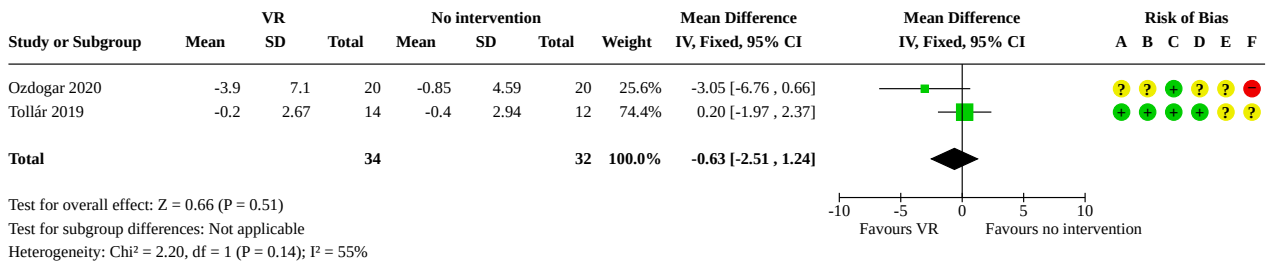 VR No intervention Mean Difference Mean Difference Risk of Bias
Study or Subgroup Mean SD Total Mean SD Total Weight IV, Fixed, 95% CI IV, Fixed, 95% CI A B C D E F
Ozdogar 2020 -3.9 7.1 20 -0.85 4.59 20 25.6% -3.05 [-6.76 , 0.66] ? ? + ? ? −
Tollár 2019 -0.2 2.67 14 -0.4 2.94 12 74.4% 0.20 [-1.97 , 2.37] + + + + ? ?
Total 34 32 100.0% -0.63 [-2.51 , 1.24]
Test for overall effect: Z = 0.66 (P = 0.51)
-10 -5 0 5 10
Test for subgroup differences: Not applicable
Favours VR Favours no intervention
Heterogeneity: Chi² = 2.20, df = 1 (P = 0.14); I² = 55%